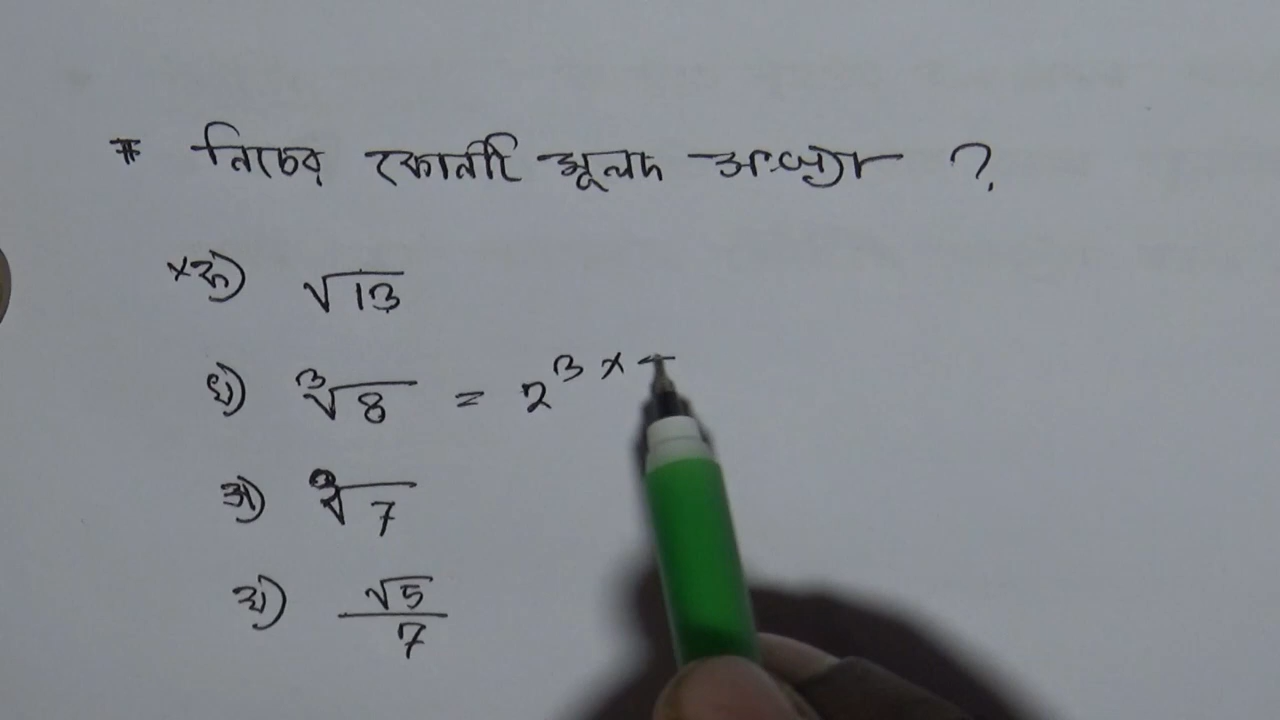 * নিচের কোনটি মূলদ সংখ্যা ?
×ক) √13
খ) ∛8 = 2^3 ×
গ) ∛7
ঘ) √5/7